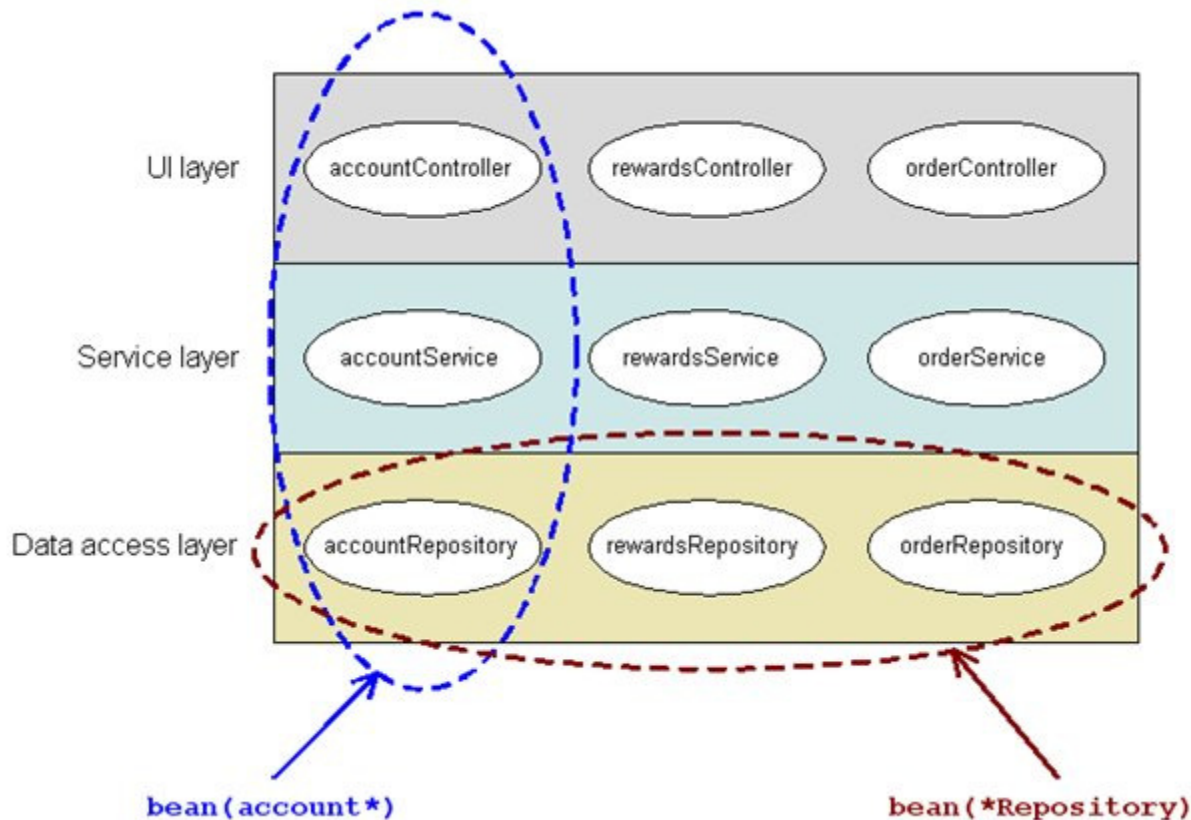 UI layer
accountController
rewardsController
orderController
Service layer
accountService
rewardsService
orderService
Data access layer
accountRepository
rewardsRepository
orderRepository
bean(account*)
bean(*Repository)